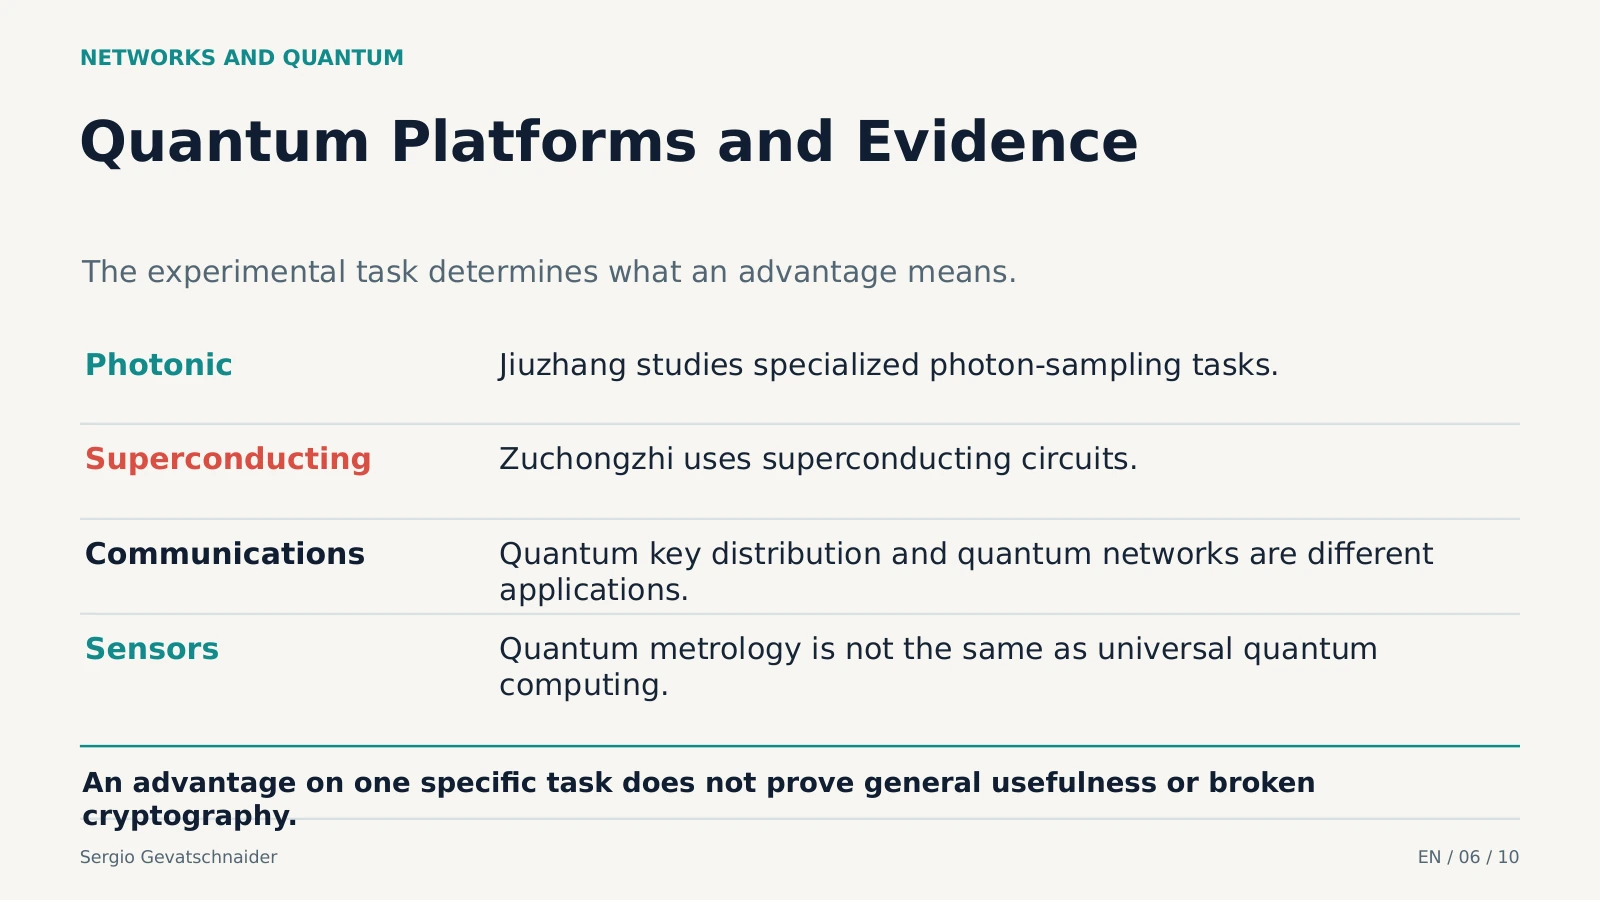 NETWORKS AND QUANTUM
Quantum Platforms and Evidence
The experimental task determines what an advantage means.
Photonic
Jiuzhang studies specialized photon-sampling tasks.
Superconducting
Zuchongzhi uses superconducting circuits.
Communications
Quantum key distribution and quantum networks are different
applications.
Sensors
Quantum metrology is not the same as universal quantum
computing.
An advantage on one specific task does not prove general usefulness or broken
cryptography.
Sergio Gevatschnaider
EN / 06 / 10